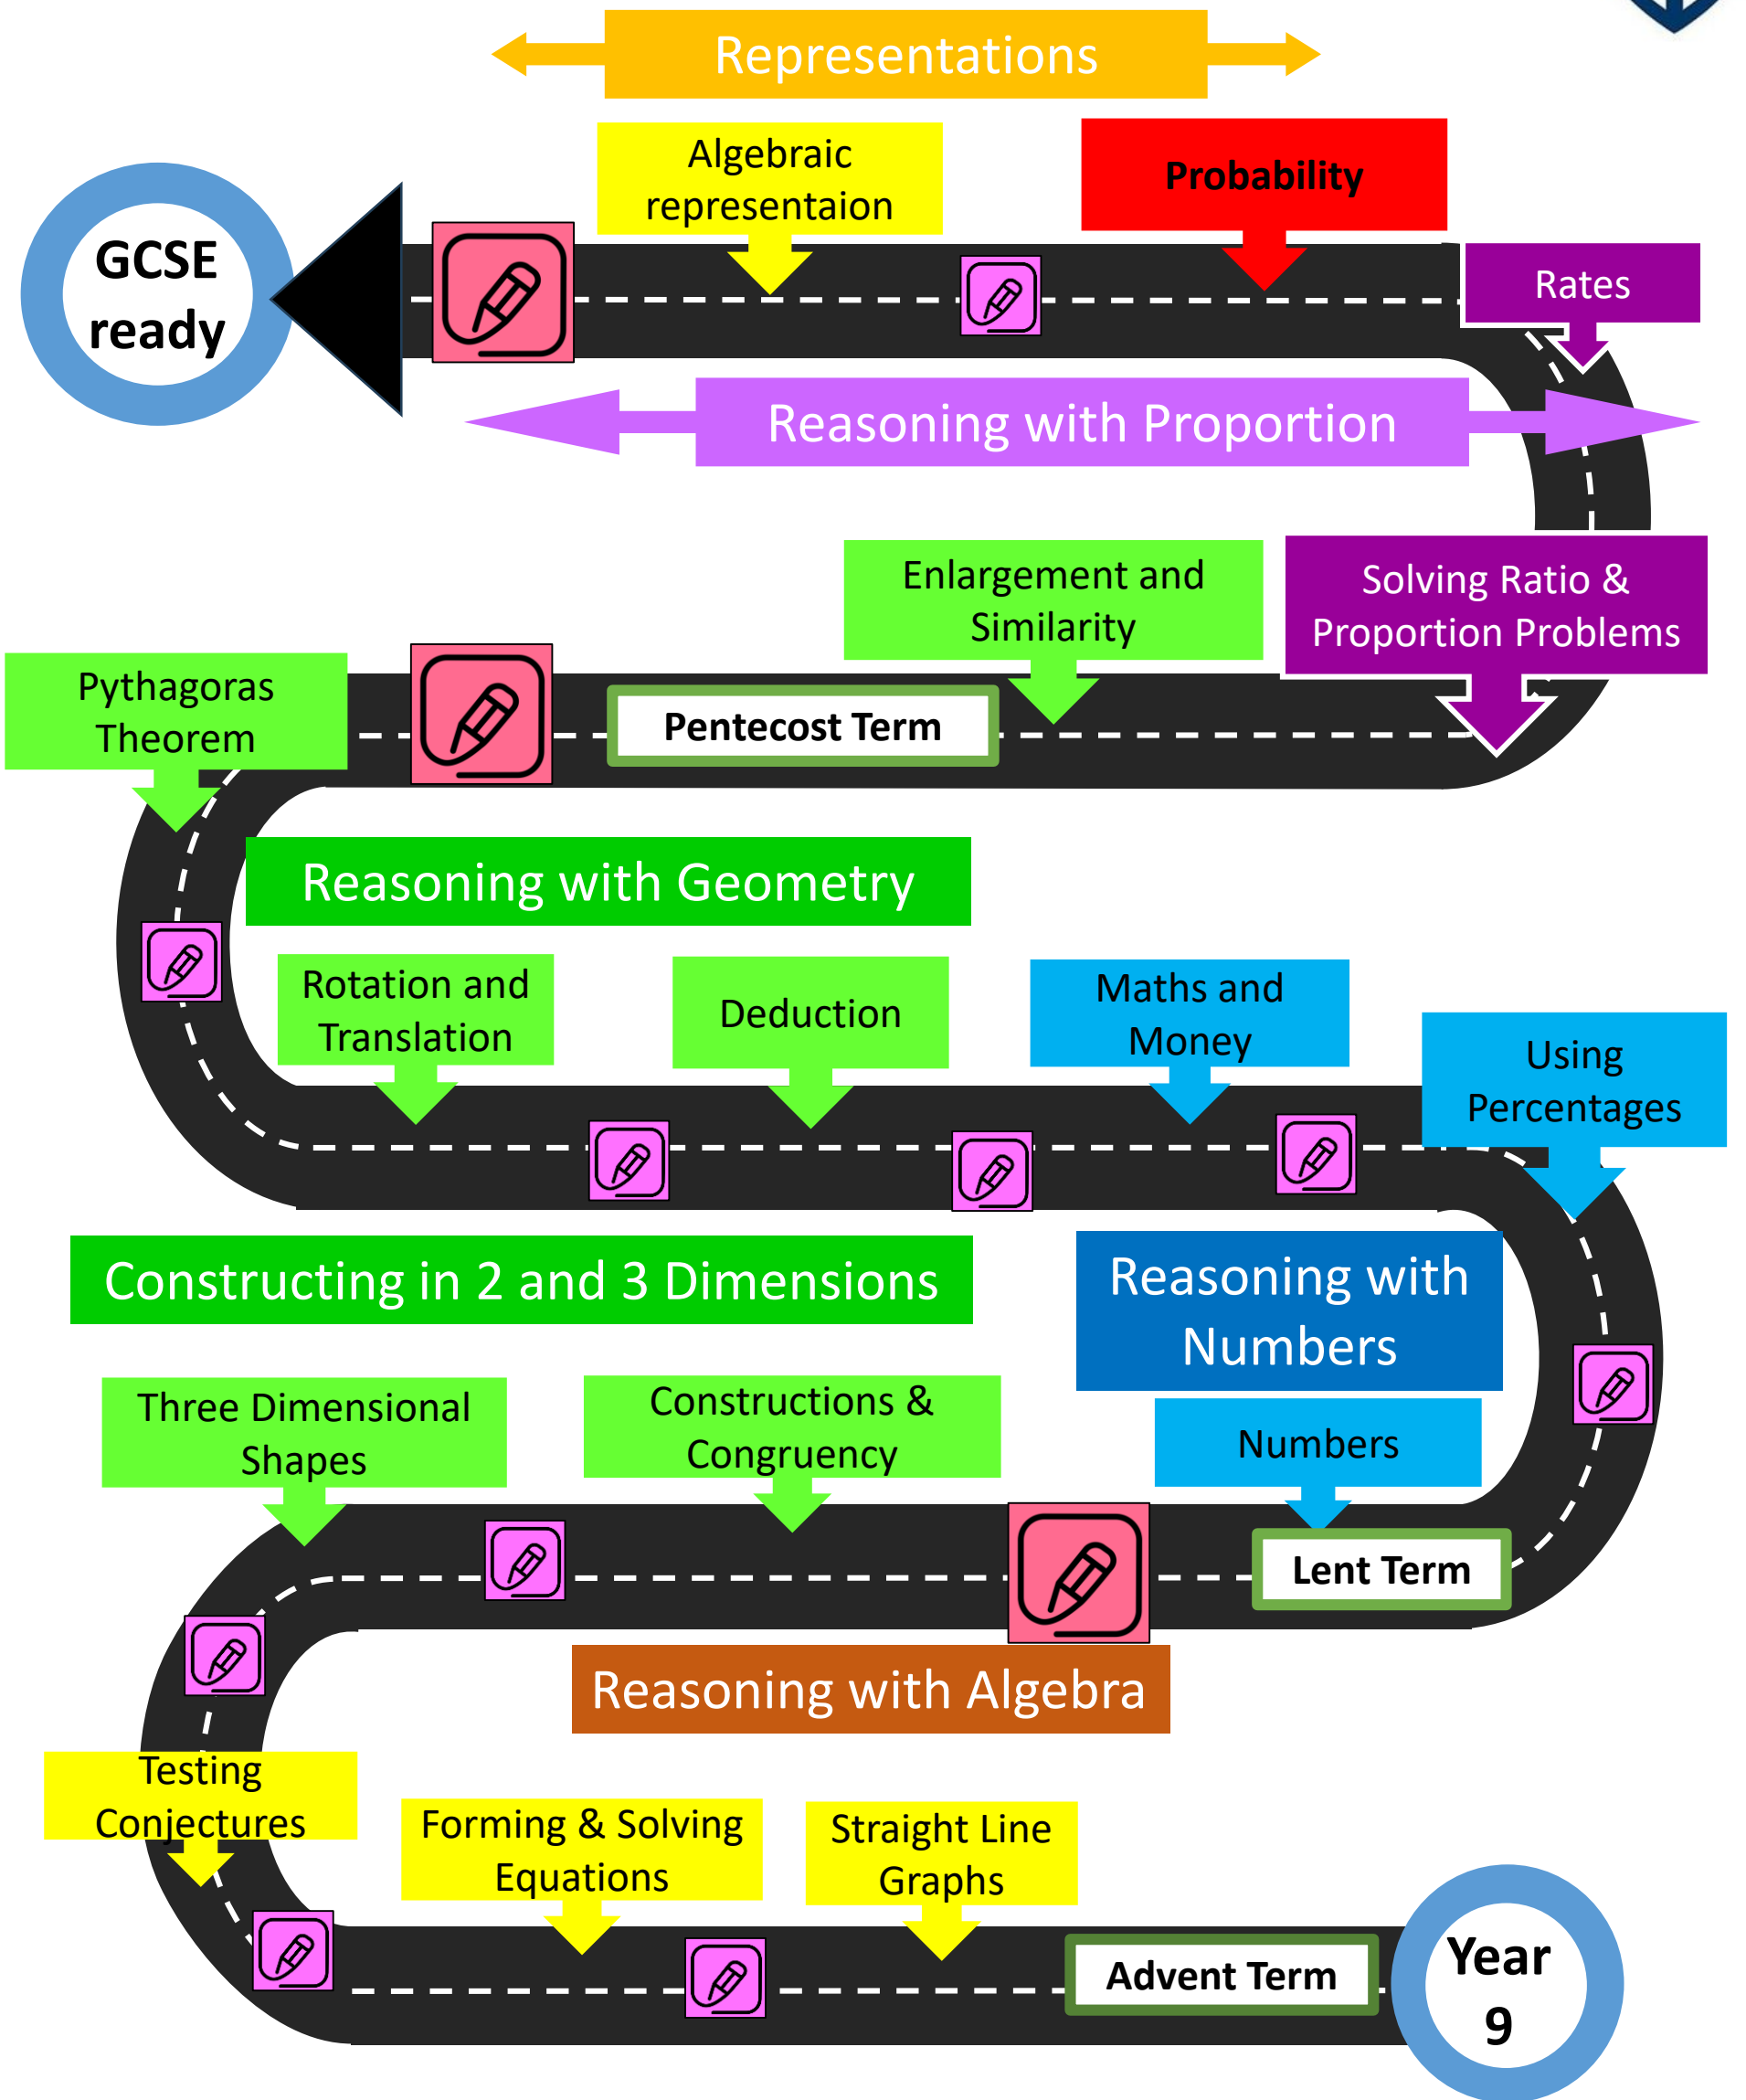 Representations
Algebraic
representaion
Probability
GCSE
ready
Rates
Reasoning with Proportion
Enlargement and
Similarity
Solving Ratio &
Proportion Problems
Pythagoras
Theorem
Pentecost Term
Reasoning with Geometry
Rotation and
Translation
Deduction
Maths and
Money
Using
Percentages
Constructing in 2 and 3 Dimensions
Reasoning with
Numbers
Three Dimensional
Shapes
Constructions &
Congruency
Numbers
Lent Term
Reasoning with Algebra
Testing
Conjectures
Forming & Solving
Equations
Straight Line
Graphs
Advent Term
Year
9